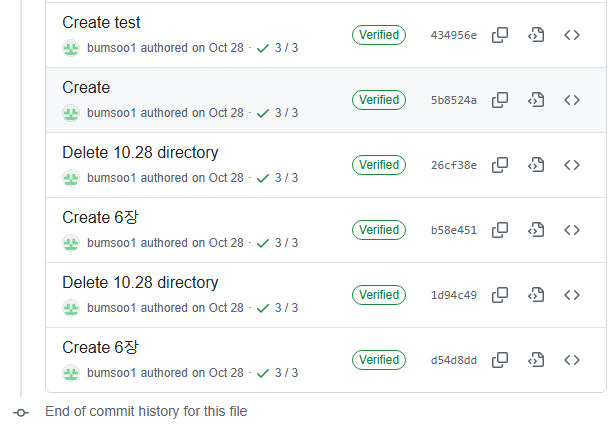 Create test
bumsoo1 authored on Oct 28 · 3 / 3
Verified
434956e
Create
bumsoo1 authored on Oct 28 · 3 / 3
Verified
5b8524a
Delete 10.28 directory
bumsoo1 authored on Oct 28 · 3 / 3
Verified
26cf38e
Create 6장
bumsoo1 authored on Oct 28 · 3 / 3
Verified
b58e451
Delete 10.28 directory
bumsoo1 authored on Oct 28 · 3 / 3
Verified
1d94c49
Create 6장
bumsoo1 authored on Oct 28 · 3 / 3
Verified
d54d8dd
End of commit history for this file